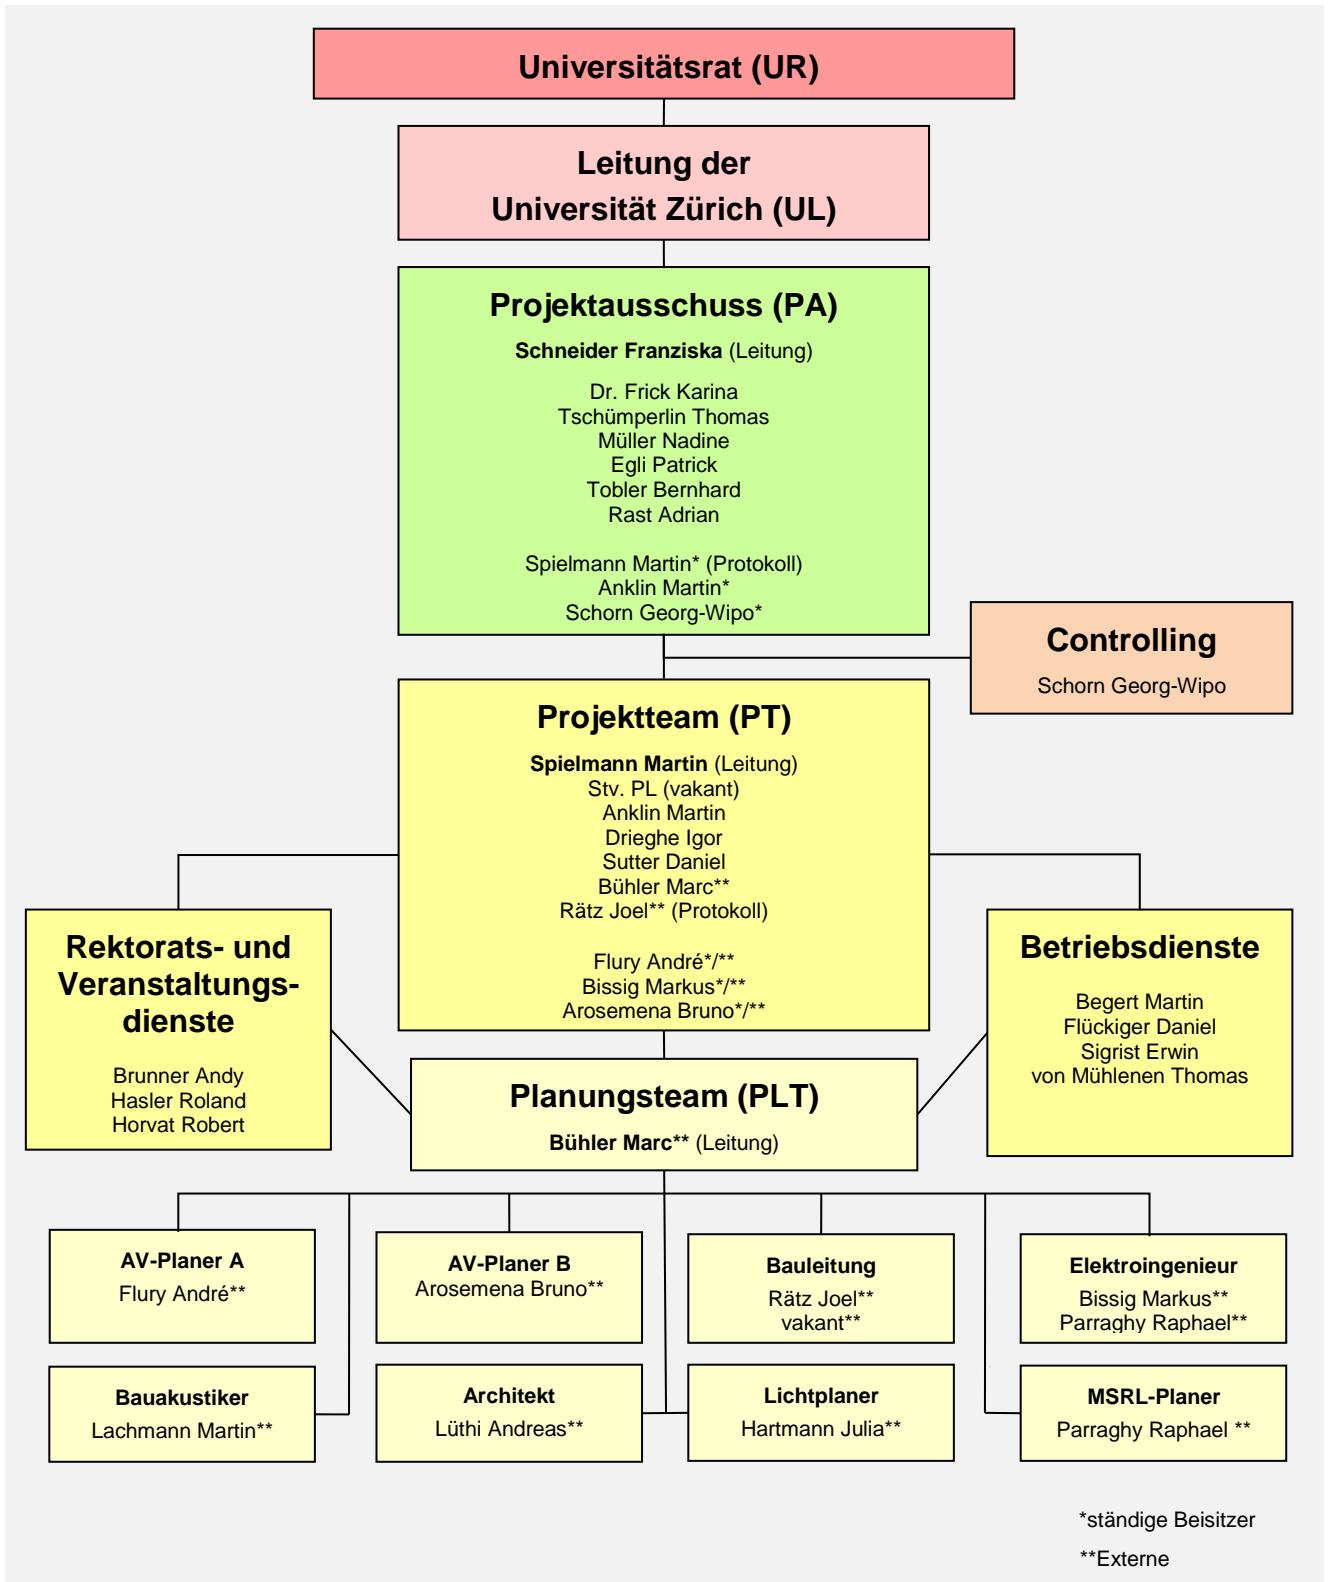 Universitätsrat (UR)
Leitung der
Universität Zürich (UL)
Projektausschuss (PA)
Schneider Franziska (Leitung)
Dr. Frick Karina
Tschümperlin Thomas
Müller Nadine
Egli Patrick
Tobler Bernhard
Rast Adrian
Spielmann Martin* (Protokoll)
Anklin Martin*
Schorn Georg-Wipo*
Controlling
Schorn Georg-Wipo
Projektteam (PT)
Spielmann Martin (Leitung)
Stv. PL (vakant)
Anklin Martin
Drieghe Igor
Sutter Daniel
Bühler Marc**
Rätz Joel** (Protokoll)
Flury André*/**
Bissig Markus*/**
Arosemena Bruno*/**
Rektorats- und
Veranstaltungs-
dienste
Brunner Andy
Hasler Roland
Horvat Robert
Betriebsdienste
Begert Martin
Flückiger Daniel
Sigrist Erwin
von Mühlenen Thomas
Planungsteam (PLT)
Bühler Marc** (Leitung)
AV-Planer A
Flury André**
AV-Planer B
Arosemena Bruno**
Bauleitung
Rätz Joel**
vakant**
Elektroingenieur
Bissig Markus**
Parraghy Raphael**
Bauakustiker
Lachmann Martin**
Architekt
Lüthi Andreas**
Lichtplaner
Hartmann Julia**
MSRL-Planer
Parraghy Raphael **
*ständige Beisitzer
**Externe